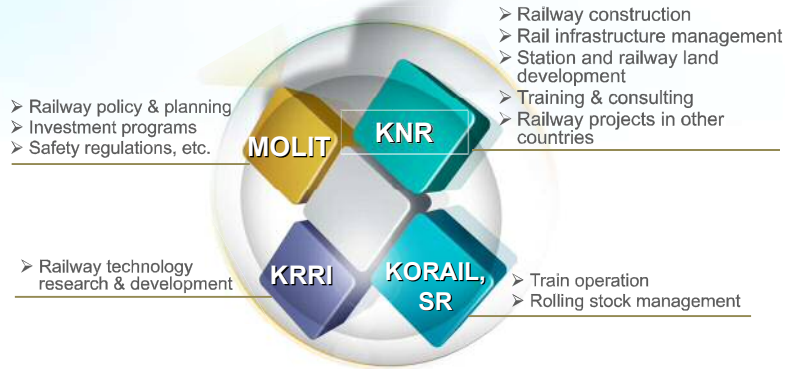 ➢ Railway construction
➢ Rail infrastructure management
➢ Station and railway land
development
➢ Training & consulting
➢ Railway projects in other
countries
➢ Railway policy & planning
➢ Investment programs
➢ Safety regulations, etc.
MOLIT
KNR
➢ Railway technology
research & development
KRRI
KORAIL,
SR
➢ Train operation
➢ Rolling stock management